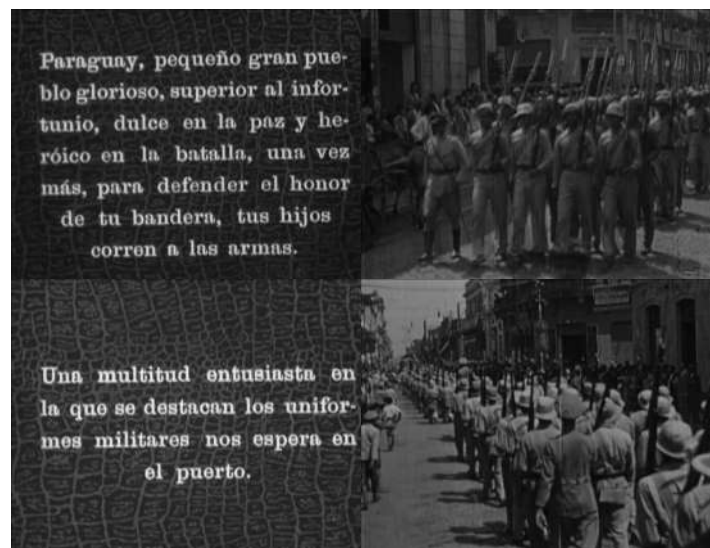 Paraguay, pequeño gran pue-
blo glorioso, superior al infor-
tunio, dulce en la paz y he-
róico en la batalla, una vez
más, para defender el honor
de tu bandera, tus hijos
corren a las armas.
Una multitud entusiasta en
la que se destacan los unifor-
mes militares nos espera en
el puerto.